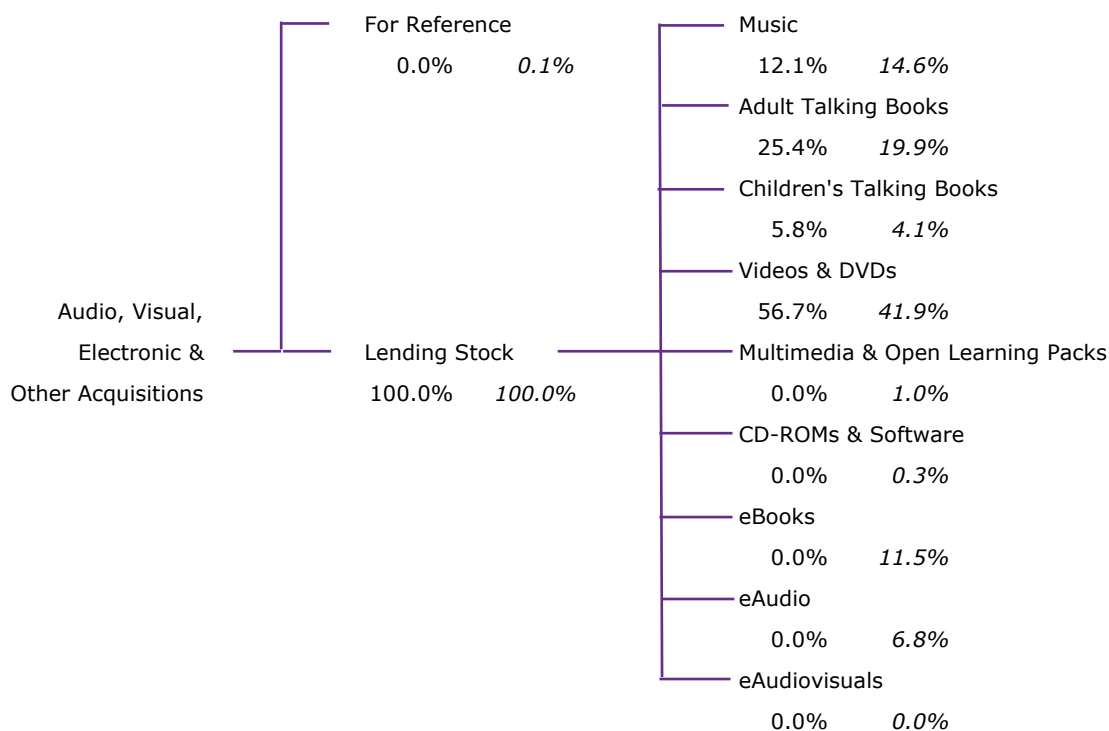 For Reference
0.0% 0.1%
Audio, Visual,
Electronic &
Other Acquisitions
Lending Stock
100.0% 100.0%
Music
12.1% 14.6%
Adult Talking Books
25.4% 19.9%
Children's Talking Books
5.8% 4.1%
Videos & DVDs
56.7% 41.9%
Multimedia & Open Learning Packs
0.0% 1.0%
CD-ROMs & Software
0.0% 0.3%
eBooks
0.0% 11.5%
eAudio
0.0% 6.8%
eAudiovisuals
0.0% 0.0%